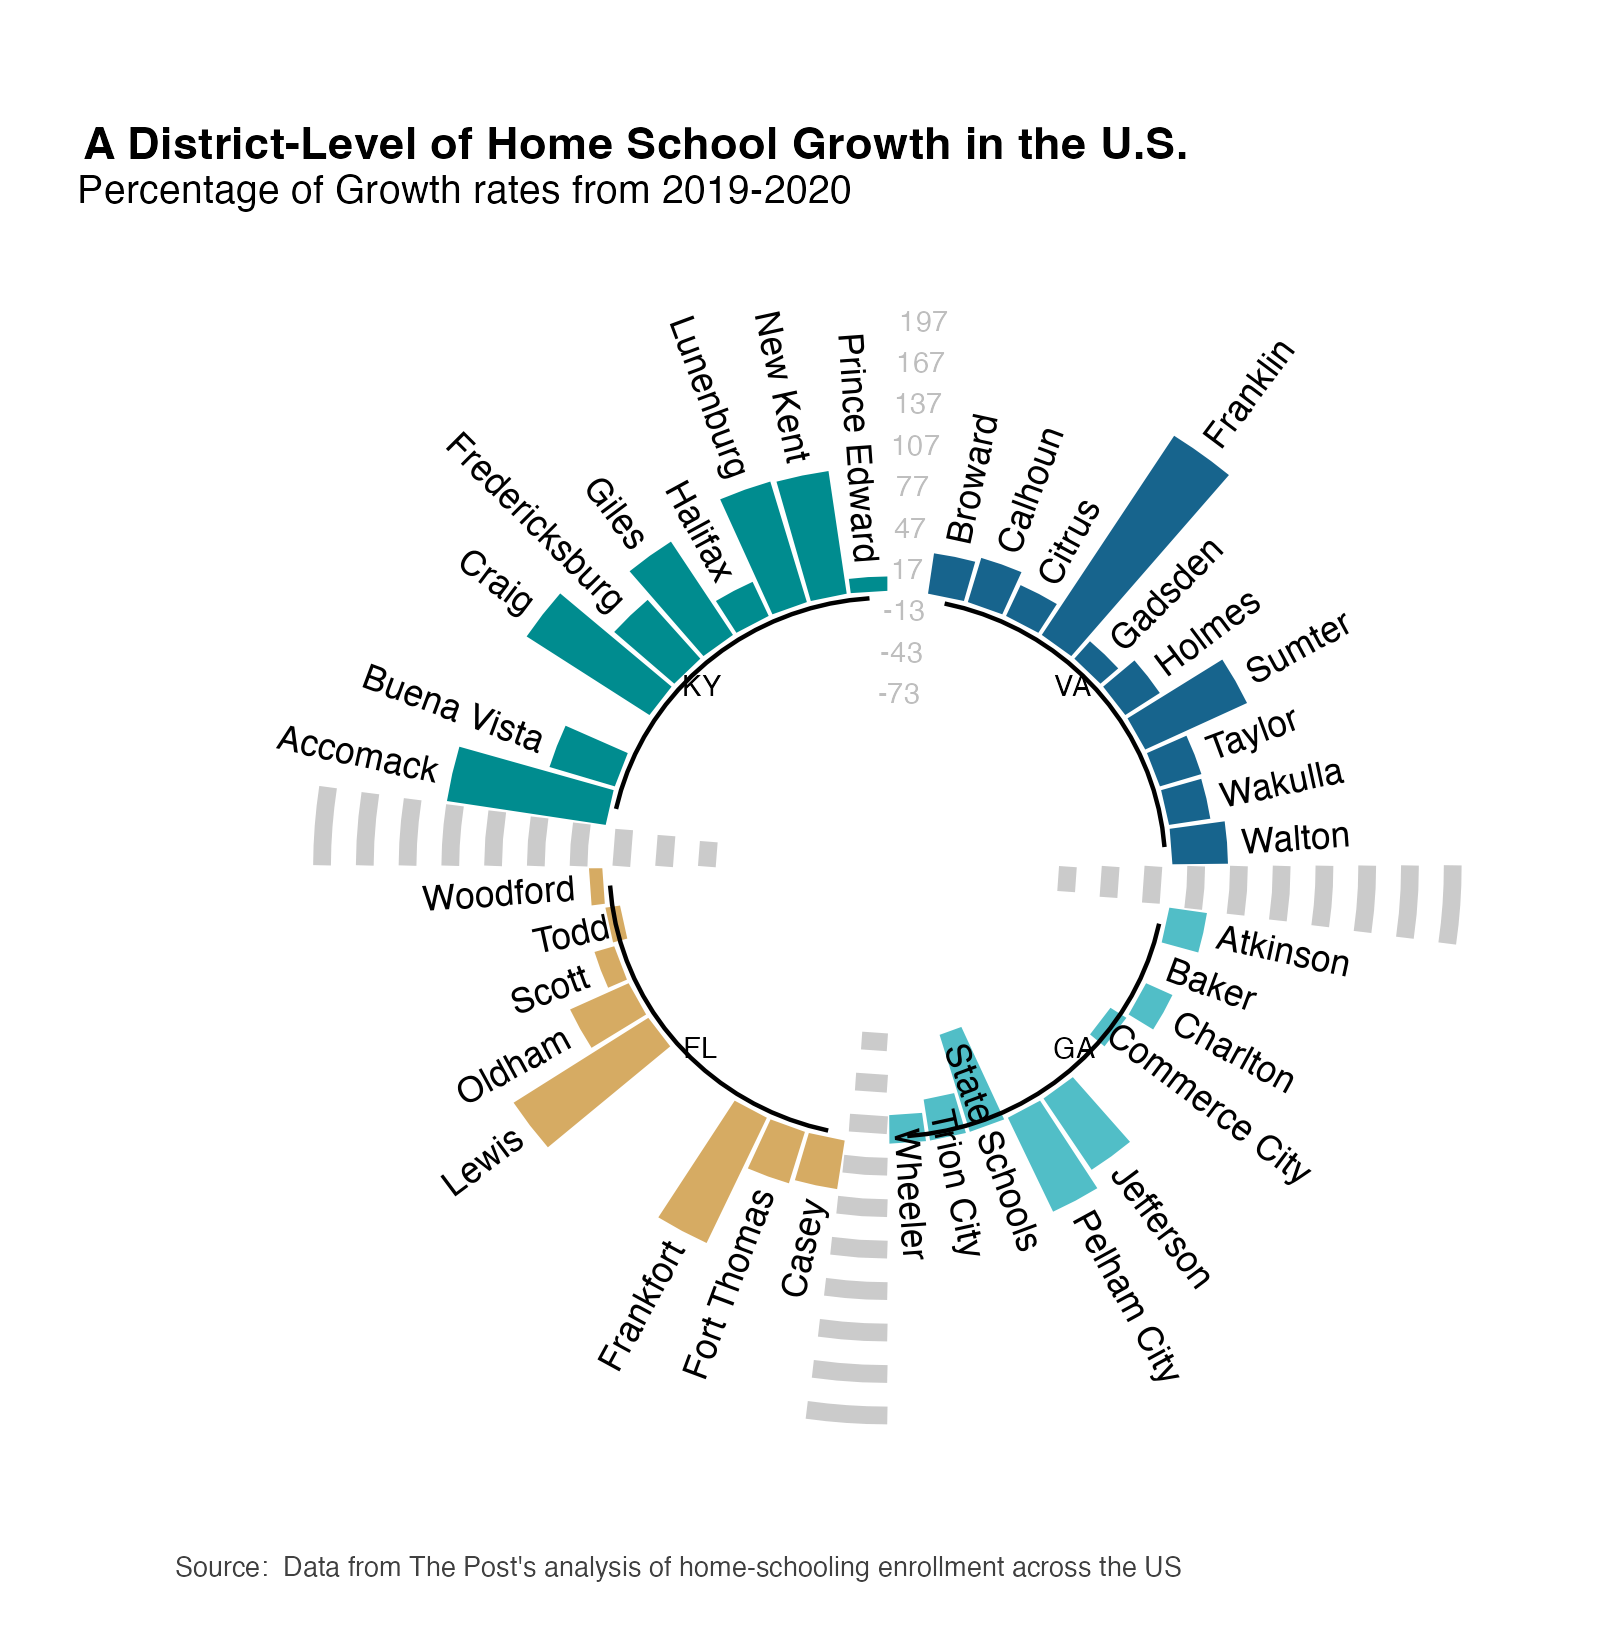 A District-Level of Home School Growth in the U.S.
Percentage of Growth rates from 2019-2020
197
167
137
107
77
47
17
-13
-43
-73
Broward
Calhoun
Citrus
Franklin
Gadsden
Holmes
Sumter
Taylor
Wakulla
Walton
VA
Atkinson
Baker
Charlton
Commerce City
Jefferson
Pelham City
State Schools
Trion City
Wheeler
GA
Casey
Fort Thomas
Frankfort
Lewis
Oldham
Scott
Todd
Woodford
FL
Accomack
Buena Vista
Craig
Fredericksburg
Giles
Halifax
Lunenburg
New Kent
Prince Edward
KY
Source:  Data from The Post's analysis of home-schooling enrollment across the US